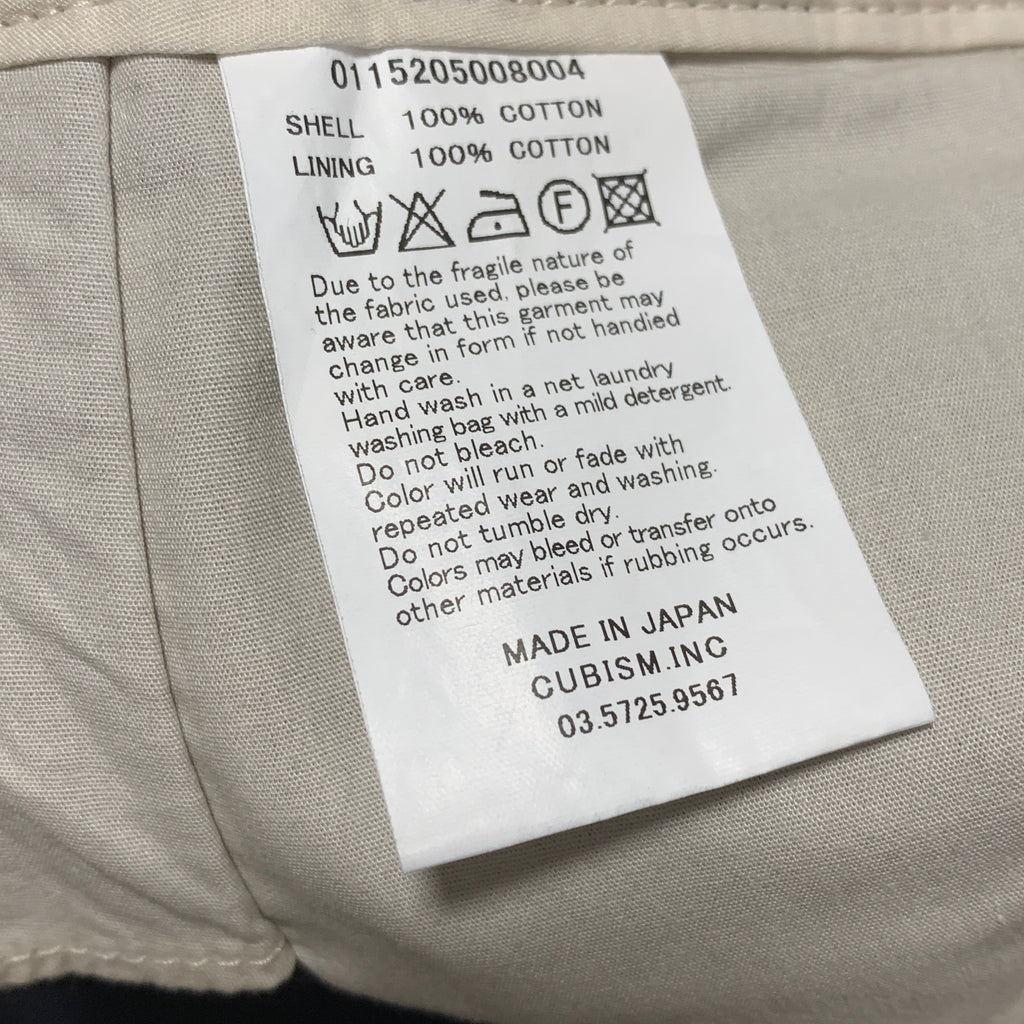 0115205008004
SHELL 100% COTTON
LINING 100% COTTON
F
Due to the fragile nature of
the fabric used, please be
aware that this garment may
change in form if not handied
with care.
Hand wash in a net laundry
washing bag with a mild detergent.
Do not bleach.
Color will run or fade with
repeated wear and washing.
Do not tumble dry.
Colors may bleed or transfer onto
other materials if rubbing occurs.
MADE IN JAPAN
CUBISM.INC
03.5725.9567